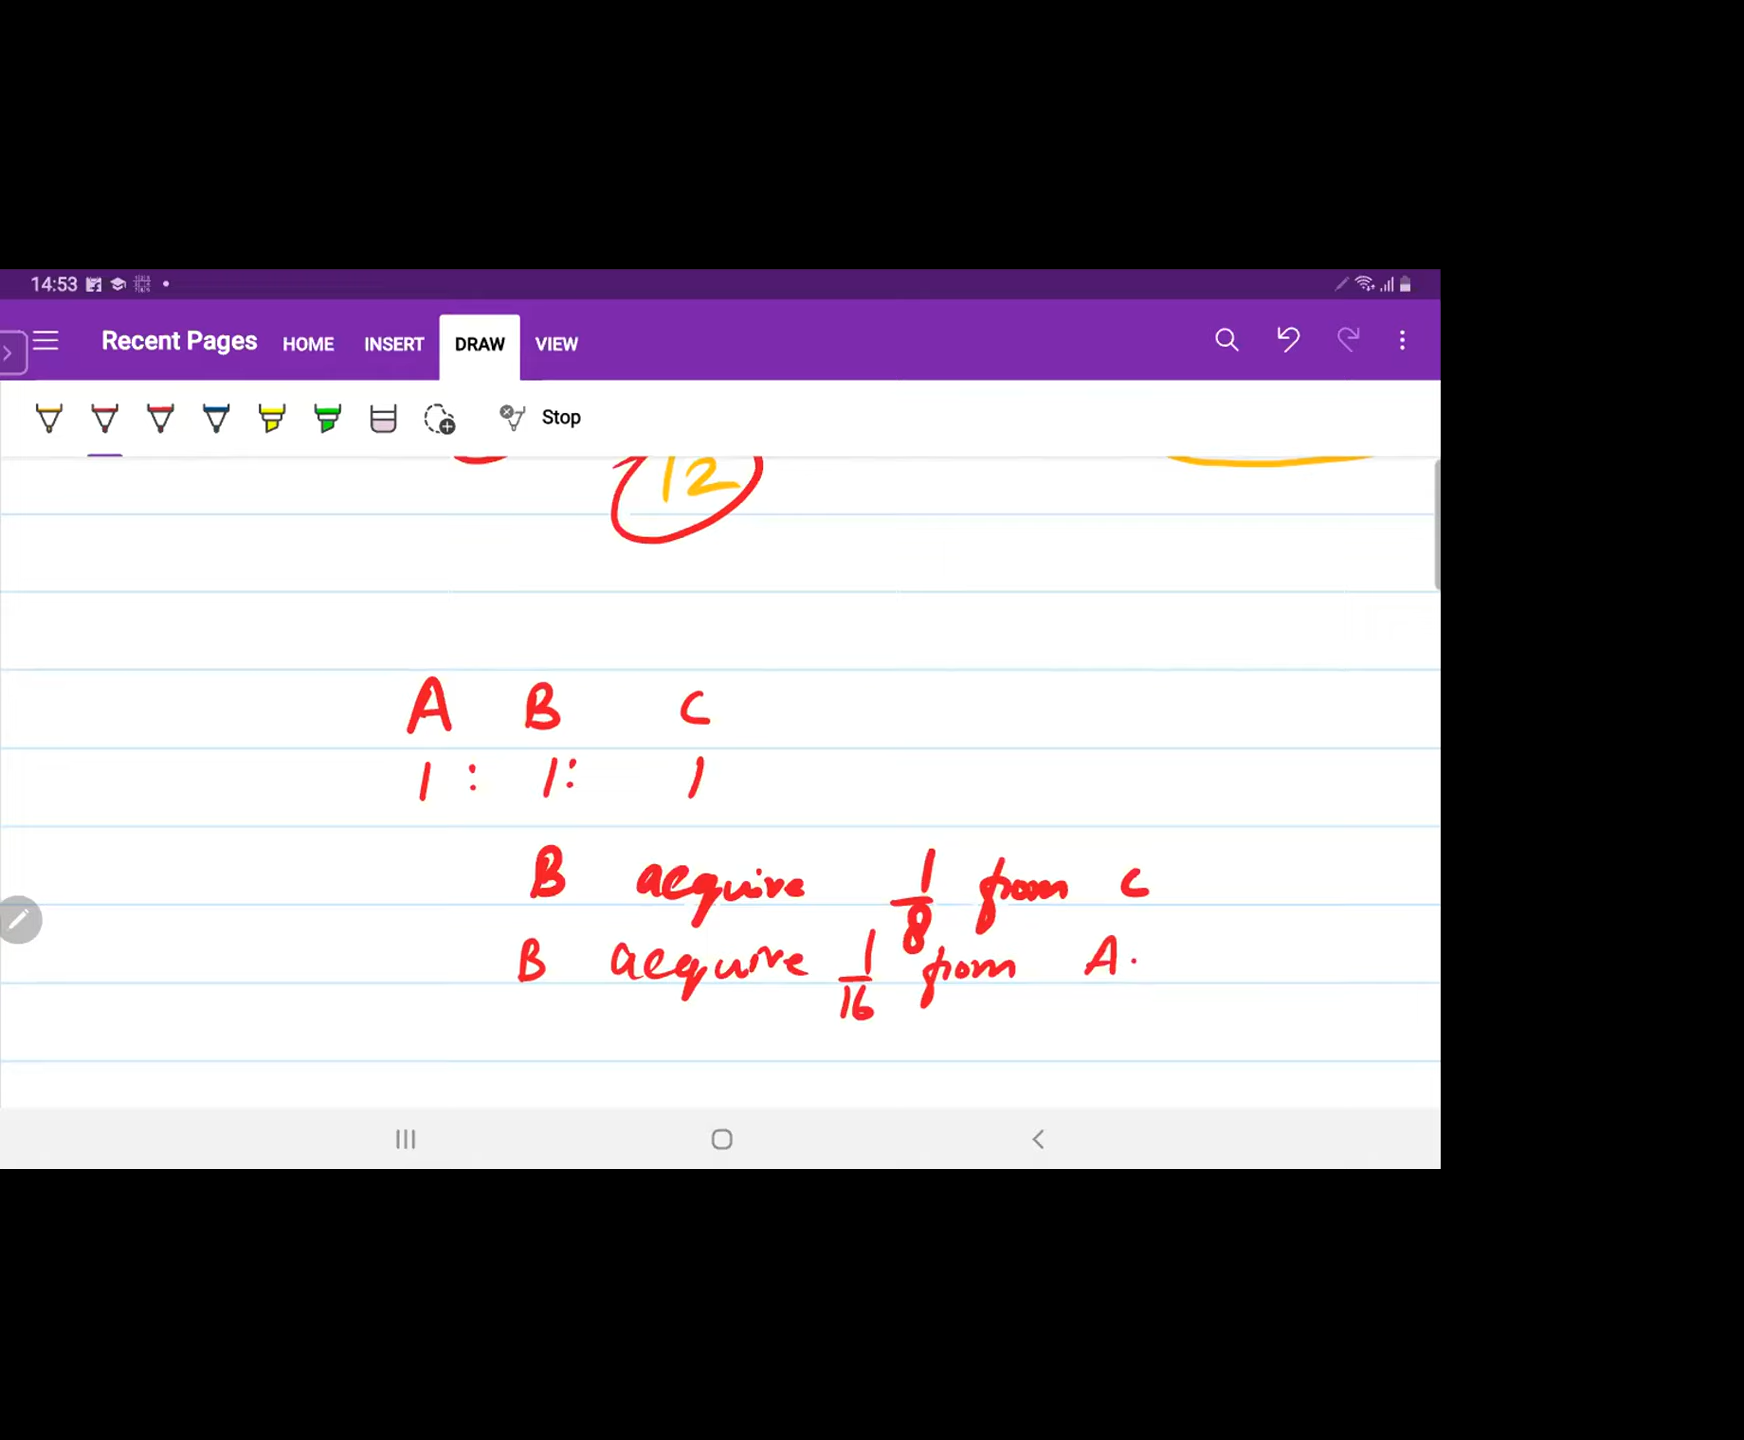 14:53
Recent Pages HOME INSERT DRAW VIEW
Stop
12
A B C
1 : 1 : 1
B acquire 1/8 from C
B acquire 1/16 from A.